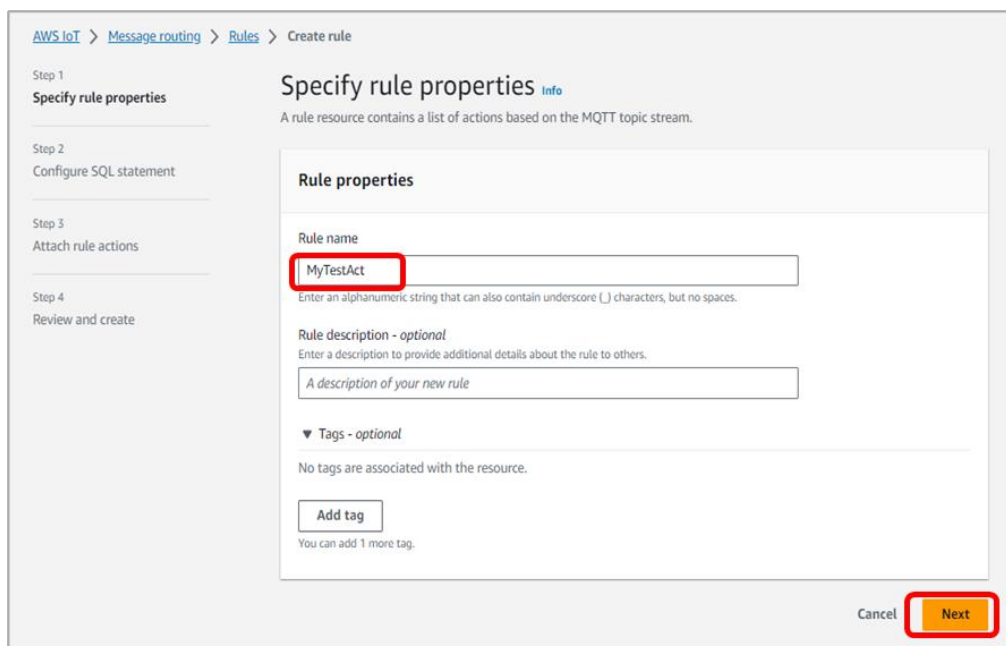 AWS IoT > Message routing > Rules > Create rule
Step 1
Specify rule properties
Step 2
Configure SQL statement
Step 3
Attach rule actions
Step 4
Review and create
Specify rule properties Info
A rule resource contains a list of actions based on the MQTT topic stream.
Rule properties
Rule name
MyTestAct
Enter an alphanumeric string that can also contain underscore (_) characters, but no spaces.
Rule description - optional
Enter a description to provide additional details about the rule to others.
A description of your new rule
▼ Tags - optional
No tags are associated with the resource.
Add tag
You can add 1 more tag.
Cancel Next